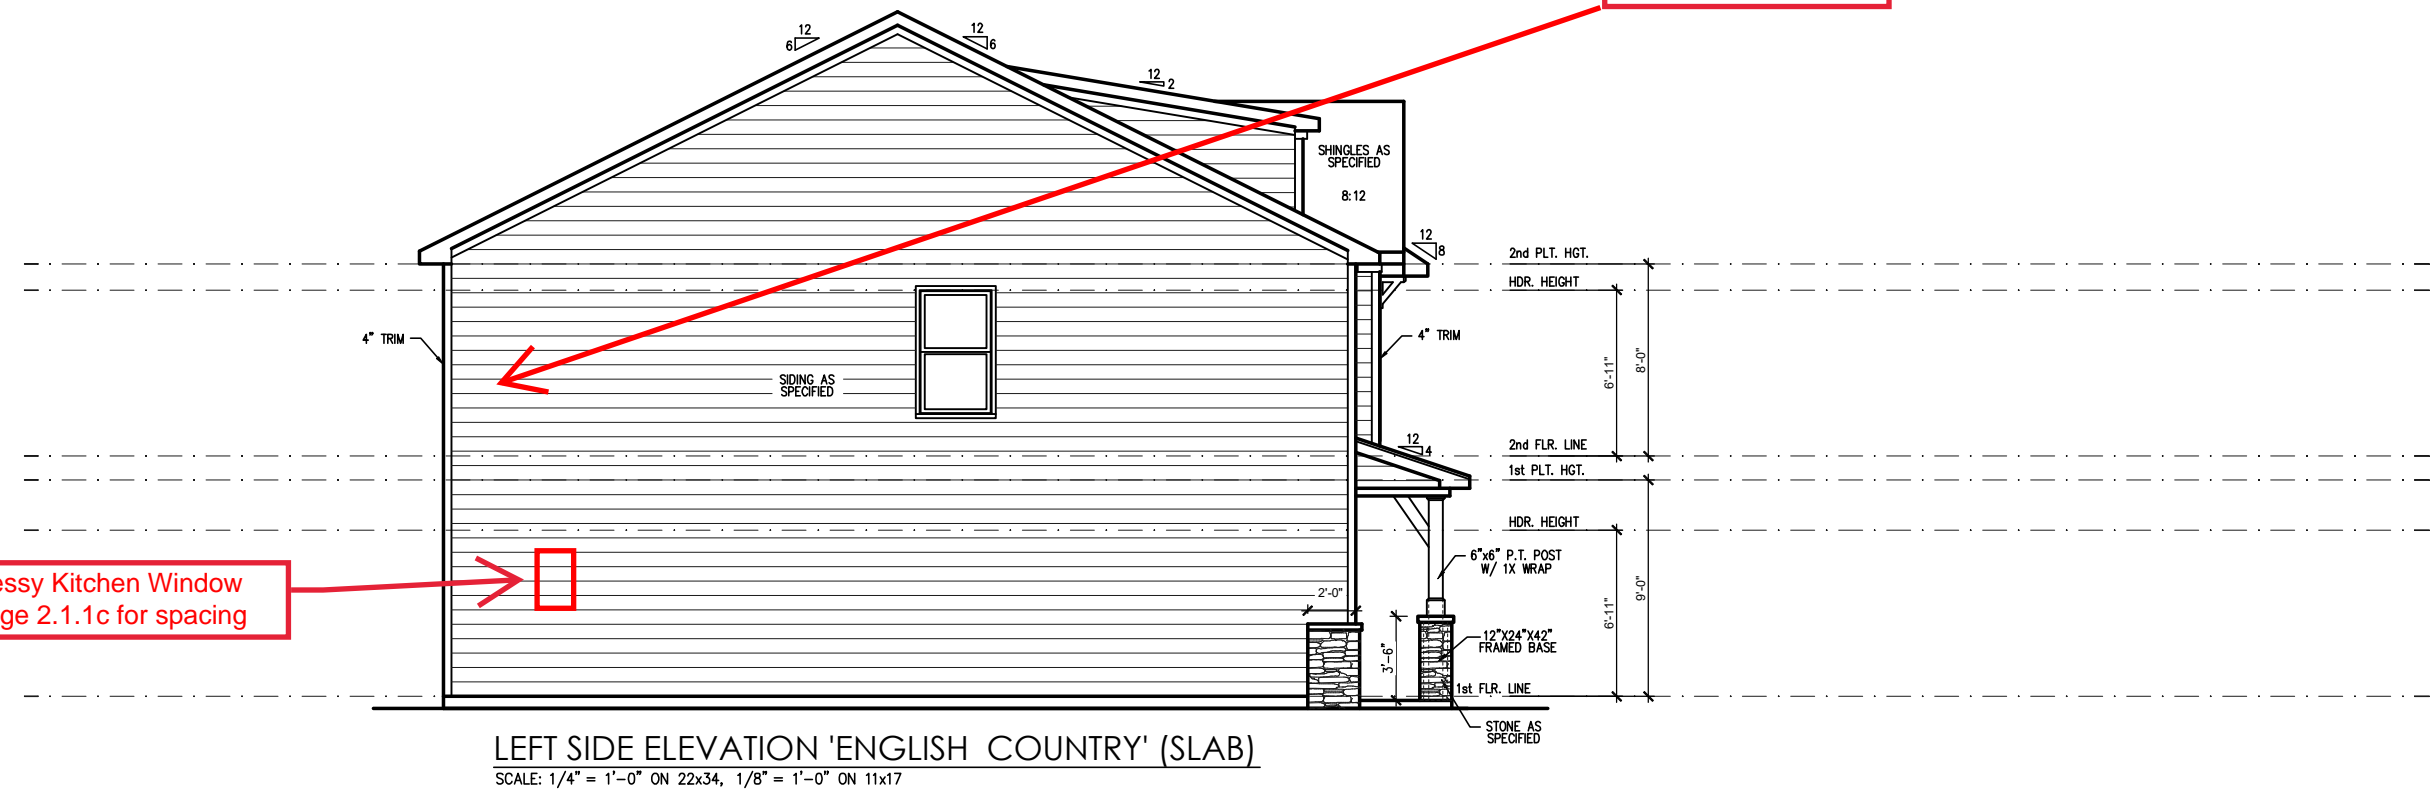 12
6
12
6
12
2
SHINGLES AS
SPECIFIED
8:12
12
8
2nd PLT. HGT.
HDR. HEIGHT
4" TRIM
4" TRIM
6'-11"
8'-0"
SIDING AS
SPECIFIED
12
4
2nd FLR. LINE
1st PLT. HGT.
HDR. HEIGHT
6"x6" P.T. POST
W/ 1X WRAP
Kitchen Window
2.1.1c for spacing
2'-0"
6'-11"
9'-0"
12"X24"X42"
FRAMED BASE
3'-6"
1st FLR. LINE
STONE AS
SPECIFIED
LEFT SIDE ELEVATION 'ENGLISH COUNTRY' (SLAB)
SCALE: 1/4" = 1'-0" ON 22x34, 1/8" = 1'-0" ON 11x17